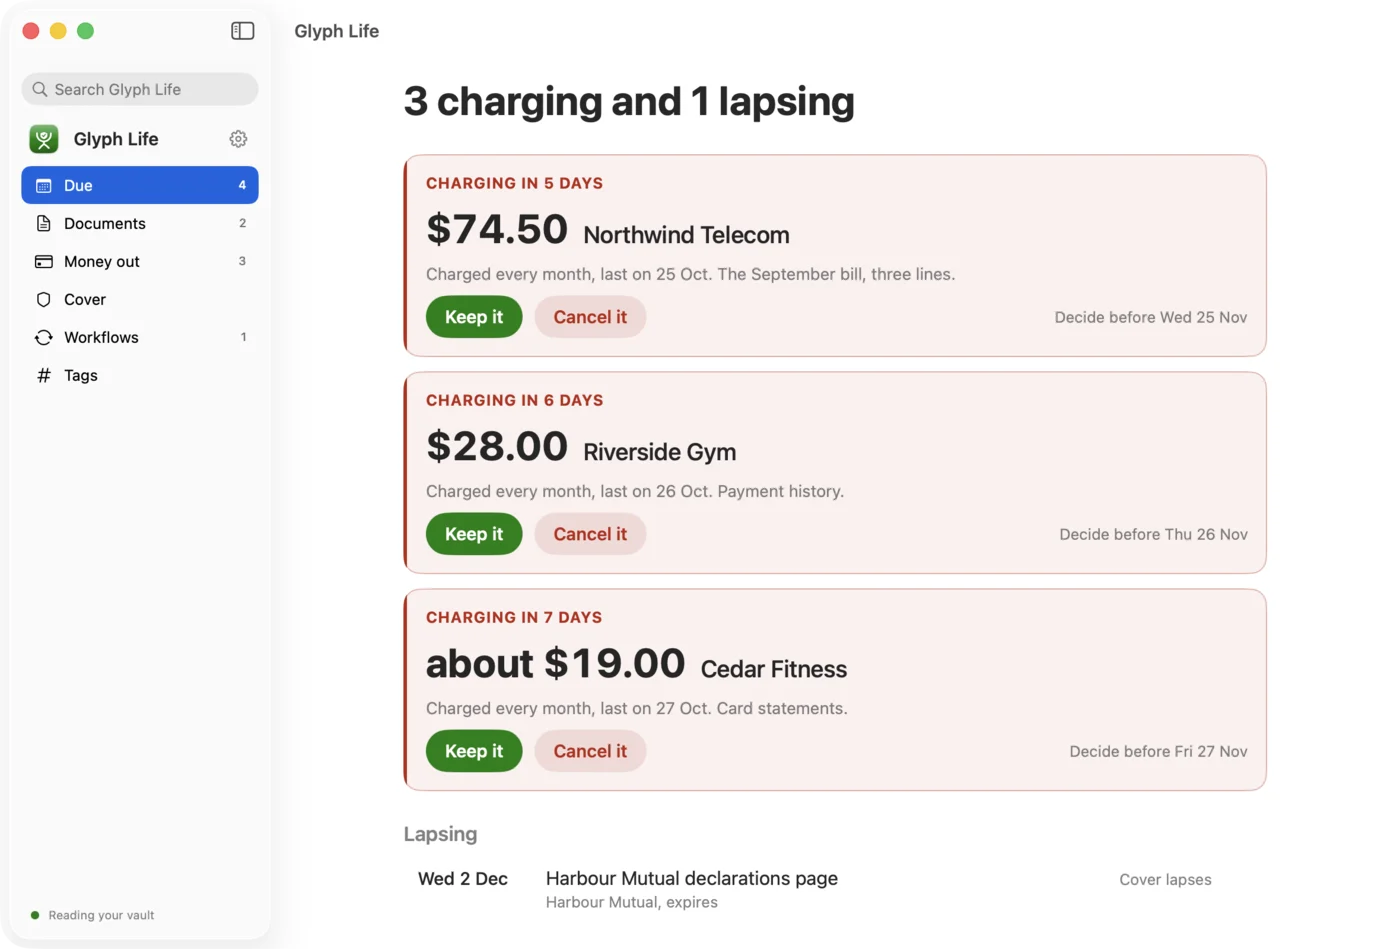 Glyph Life
Search Glyph Life
Glyph Life
Due 4
Documents 2
Money out 3
Cover
Workflows 1
# Tags
Reading your vault
3 charging and 1 lapsing
CHARGING IN 5 DAYS
$74.50 Northwind Telecom
Charged every month, last on 25 Oct. The September bill, three lines.
Keep it Cancel it Decide before Wed 25 Nov
CHARGING IN 6 DAYS
$28.00 Riverside Gym
Charged every month, last on 26 Oct. Payment history.
Keep it Cancel it Decide before Thu 26 Nov
CHARGING IN 7 DAYS
about $19.00 Cedar Fitness
Charged every month, last on 27 Oct. Card statements.
Keep it Cancel it Decide before Fri 27 Nov
Lapsing
Wed 2 Dec Harbour Mutual declarations page Cover lapses
Harbour Mutual, expires